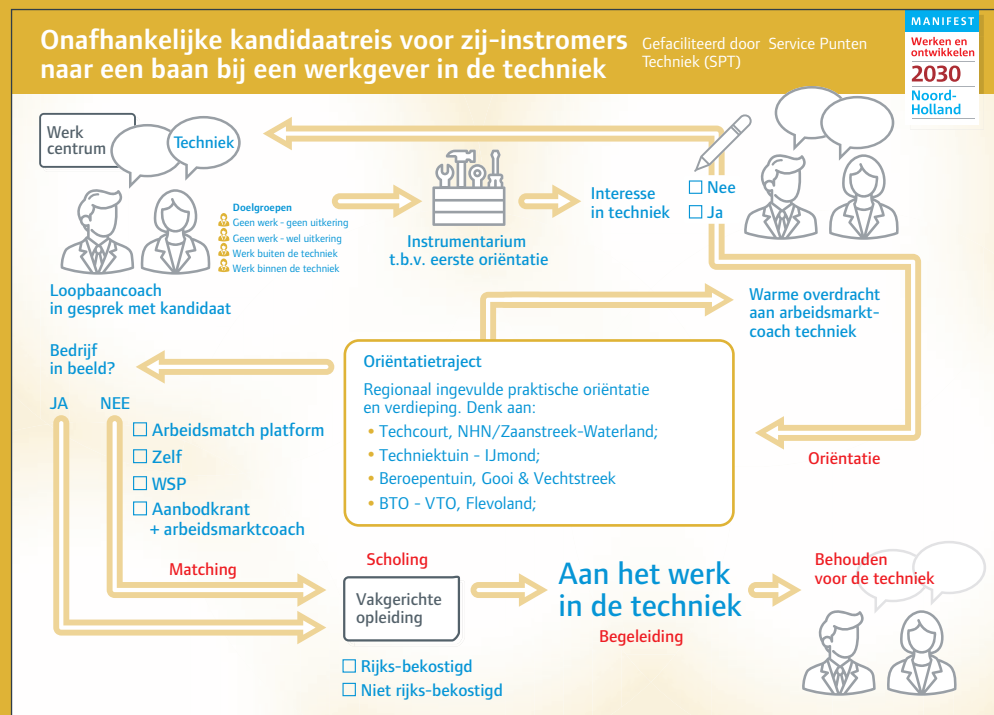 Onafhankelijke kandidaatreis voor zij-instromers
naar een baan bij een werkgever in de techniek
Gefaciliteerd door Service Punten
Techniek (SPT)
MANIFEST
Werken en
ontwikkelen
2030
Noord-
Holland
Werk
centrum
Techniek
Doelgroepen
Geen werk - geen uitkering
Geen werk - wel uitkering
Werk buiten de techniek
Werk binnen de techniek
Loopbaancoach
in gesprek met kandidaat
Instrumentarium
t.b.v. eerste oriëntatie
Interesse
in techniek
Nee
Ja
Warme overdracht
aan arbeidsmarkt-
coach techniek
Oriëntatie
Oriëntatietraject
Regionaal ingevulde praktische oriëntatie
en verdieping. Denk aan:
• Techcourt, NHN/Zaanstreek-Waterland;
• Techniektuin - IJmond;
• Beroepentuin, Gooi & Vechtstreek
• BTO - VTO, Flevoland;
Bedrijf
in beeld?
JA NEE
Arbeidsmatch platform
Zelf
WSP
Aanbodkrant
+ arbeidsmarktcoach
Matching
Scholing
Vakgerichte
opleiding
Rijks-bekostigd
Niet rijks-bekostigd
Aan het werk
in de techniek
Begeleiding
Behouden
voor de techniek